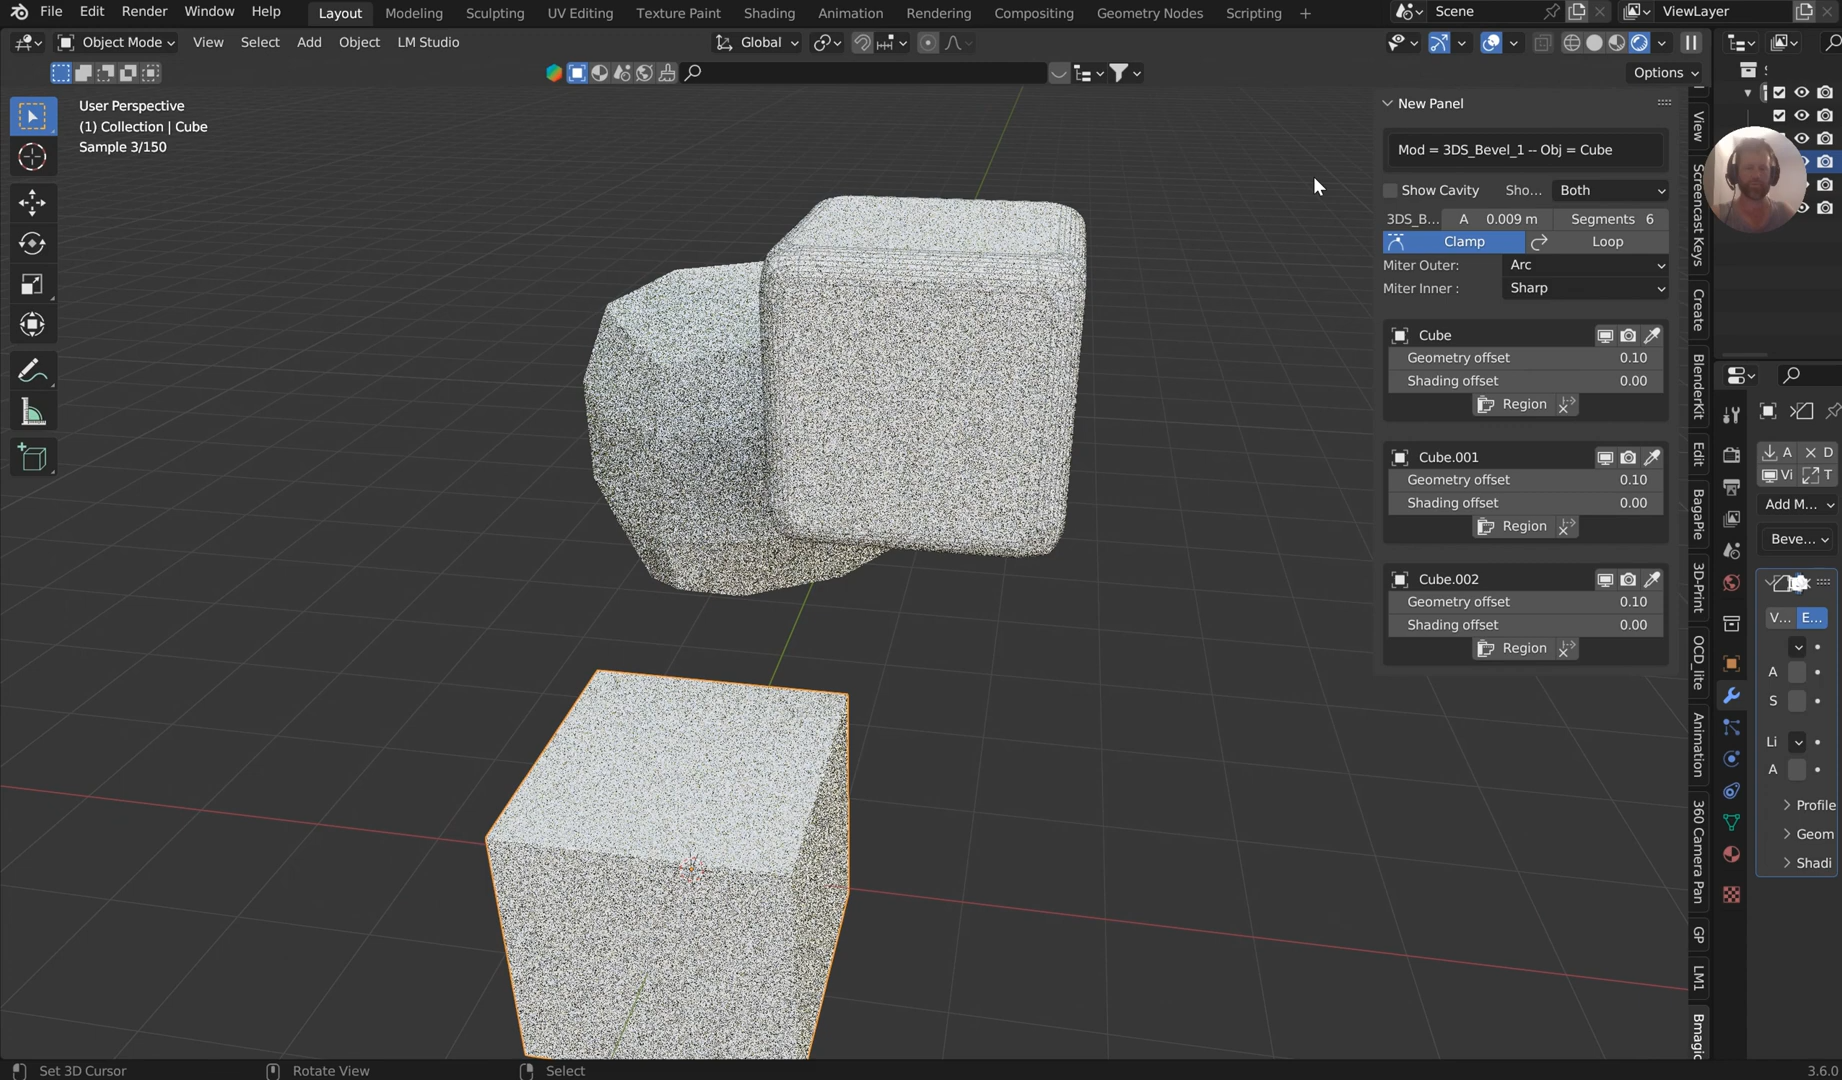 File Edit Render Window Help Layout Modeling Sculpting UV Editing Texture Paint Shading Animation Rendering Compositing Geometry Nodes Scripting + Scene ViewLayer
Object Mode View Select Add Object LM Studio Global
Options
User Perspective
(1) Collection | Cube
Sample 3/150
New Panel
Mod = 3DS_Bevel_1 -- Obj = Cube
Show Cavity Sho... Both
3DS_B... A 0.009 m Segments 6
Clamp Loop
Miter Outer: Arc
Miter Inner : Sharp
Cube
Geometry offset 0.10
Shading offset 0.00
Region
Cube.001
Geometry offset 0.10
Shading offset 0.00
Region
Cube.002
Geometry offset 0.10
Shading offset 0.00
Region
View
Screencast Keys
Create
BlenderKit
Edit
BagaPie
3D-Print
OCD_lite
Animation
360 Camera Pan
GP
LM1
Bmagic
A D
Vi T
Add M...
Beve...
V... E...
A
S
Li
A
Profile
Geom
Shadi
Set 3D Cursor Rotate View Select 3.6.0